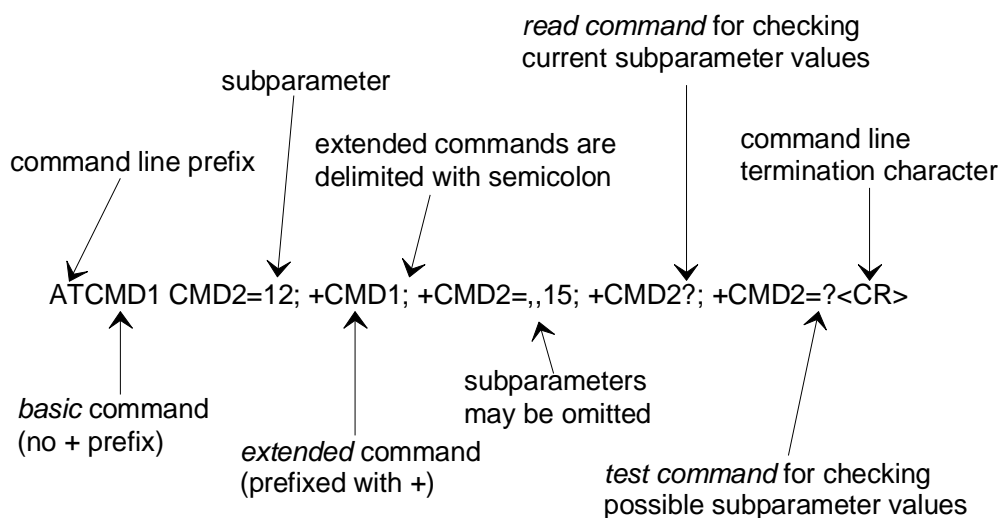 read command for checking
current subparameter values
subparameter
command line prefix
extended commands are
delimited with semicolon
command line
termination character
ATCMD1 CMD2=12; +CMD1; +CMD2=,,15; +CMD2?; +CMD2=?<CR>
basic command
(no + prefix)
extended command
(prefixed with +)
subparameters
may be omitted
test command for checking
possible subparameter values